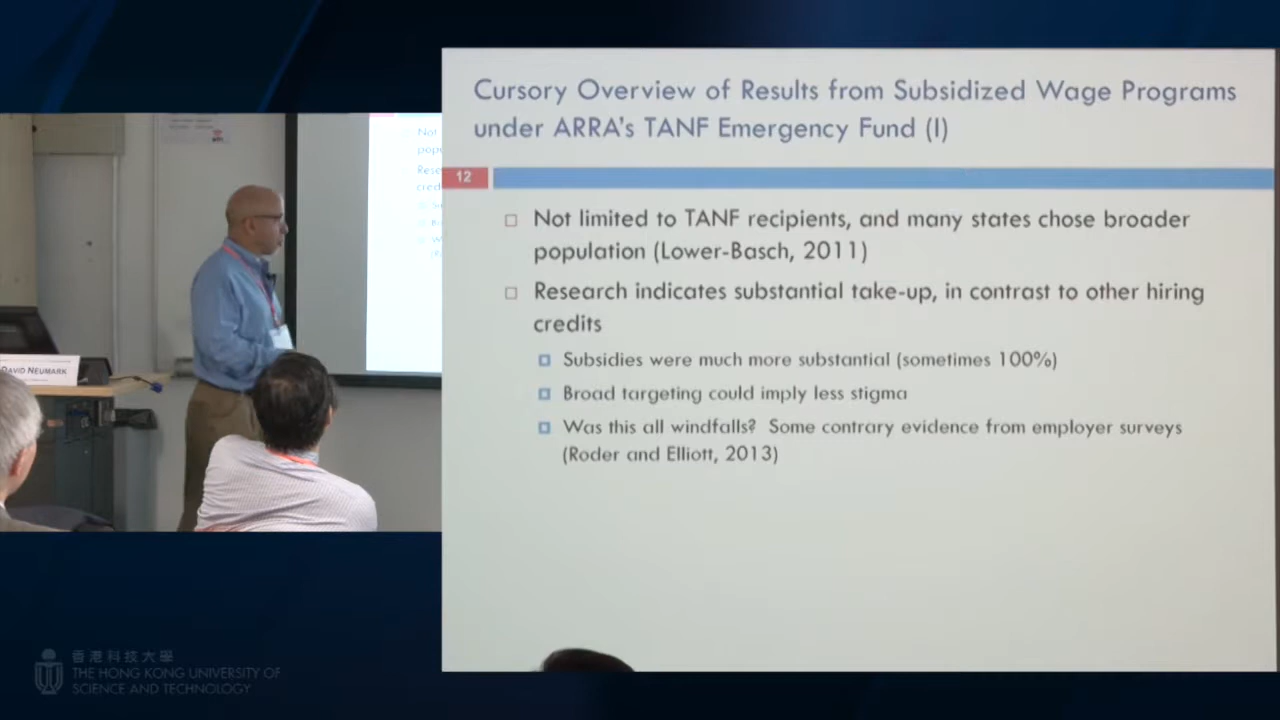 Cursory Overview of Results from Subsidized Wage Programs
under ARRA's TANF Emergency Fund (I)
12
Not limited to TANF recipients, and many states chose broader
population (Lower-Basch, 2011)
Research indicates substantial take-up, in contrast to other hiring
credits
Subsidies were much more substantial (sometimes 100%)
Broad targeting could imply less stigma
Was this all windfalls? Some contrary evidence from employer surveys
(Roder and Elliott, 2013)
Not
DAVID NEUMARK
香港科技大學
THE HONG KONG UNIVERSITY OF
SCIENCE AND TECHNOLOGY